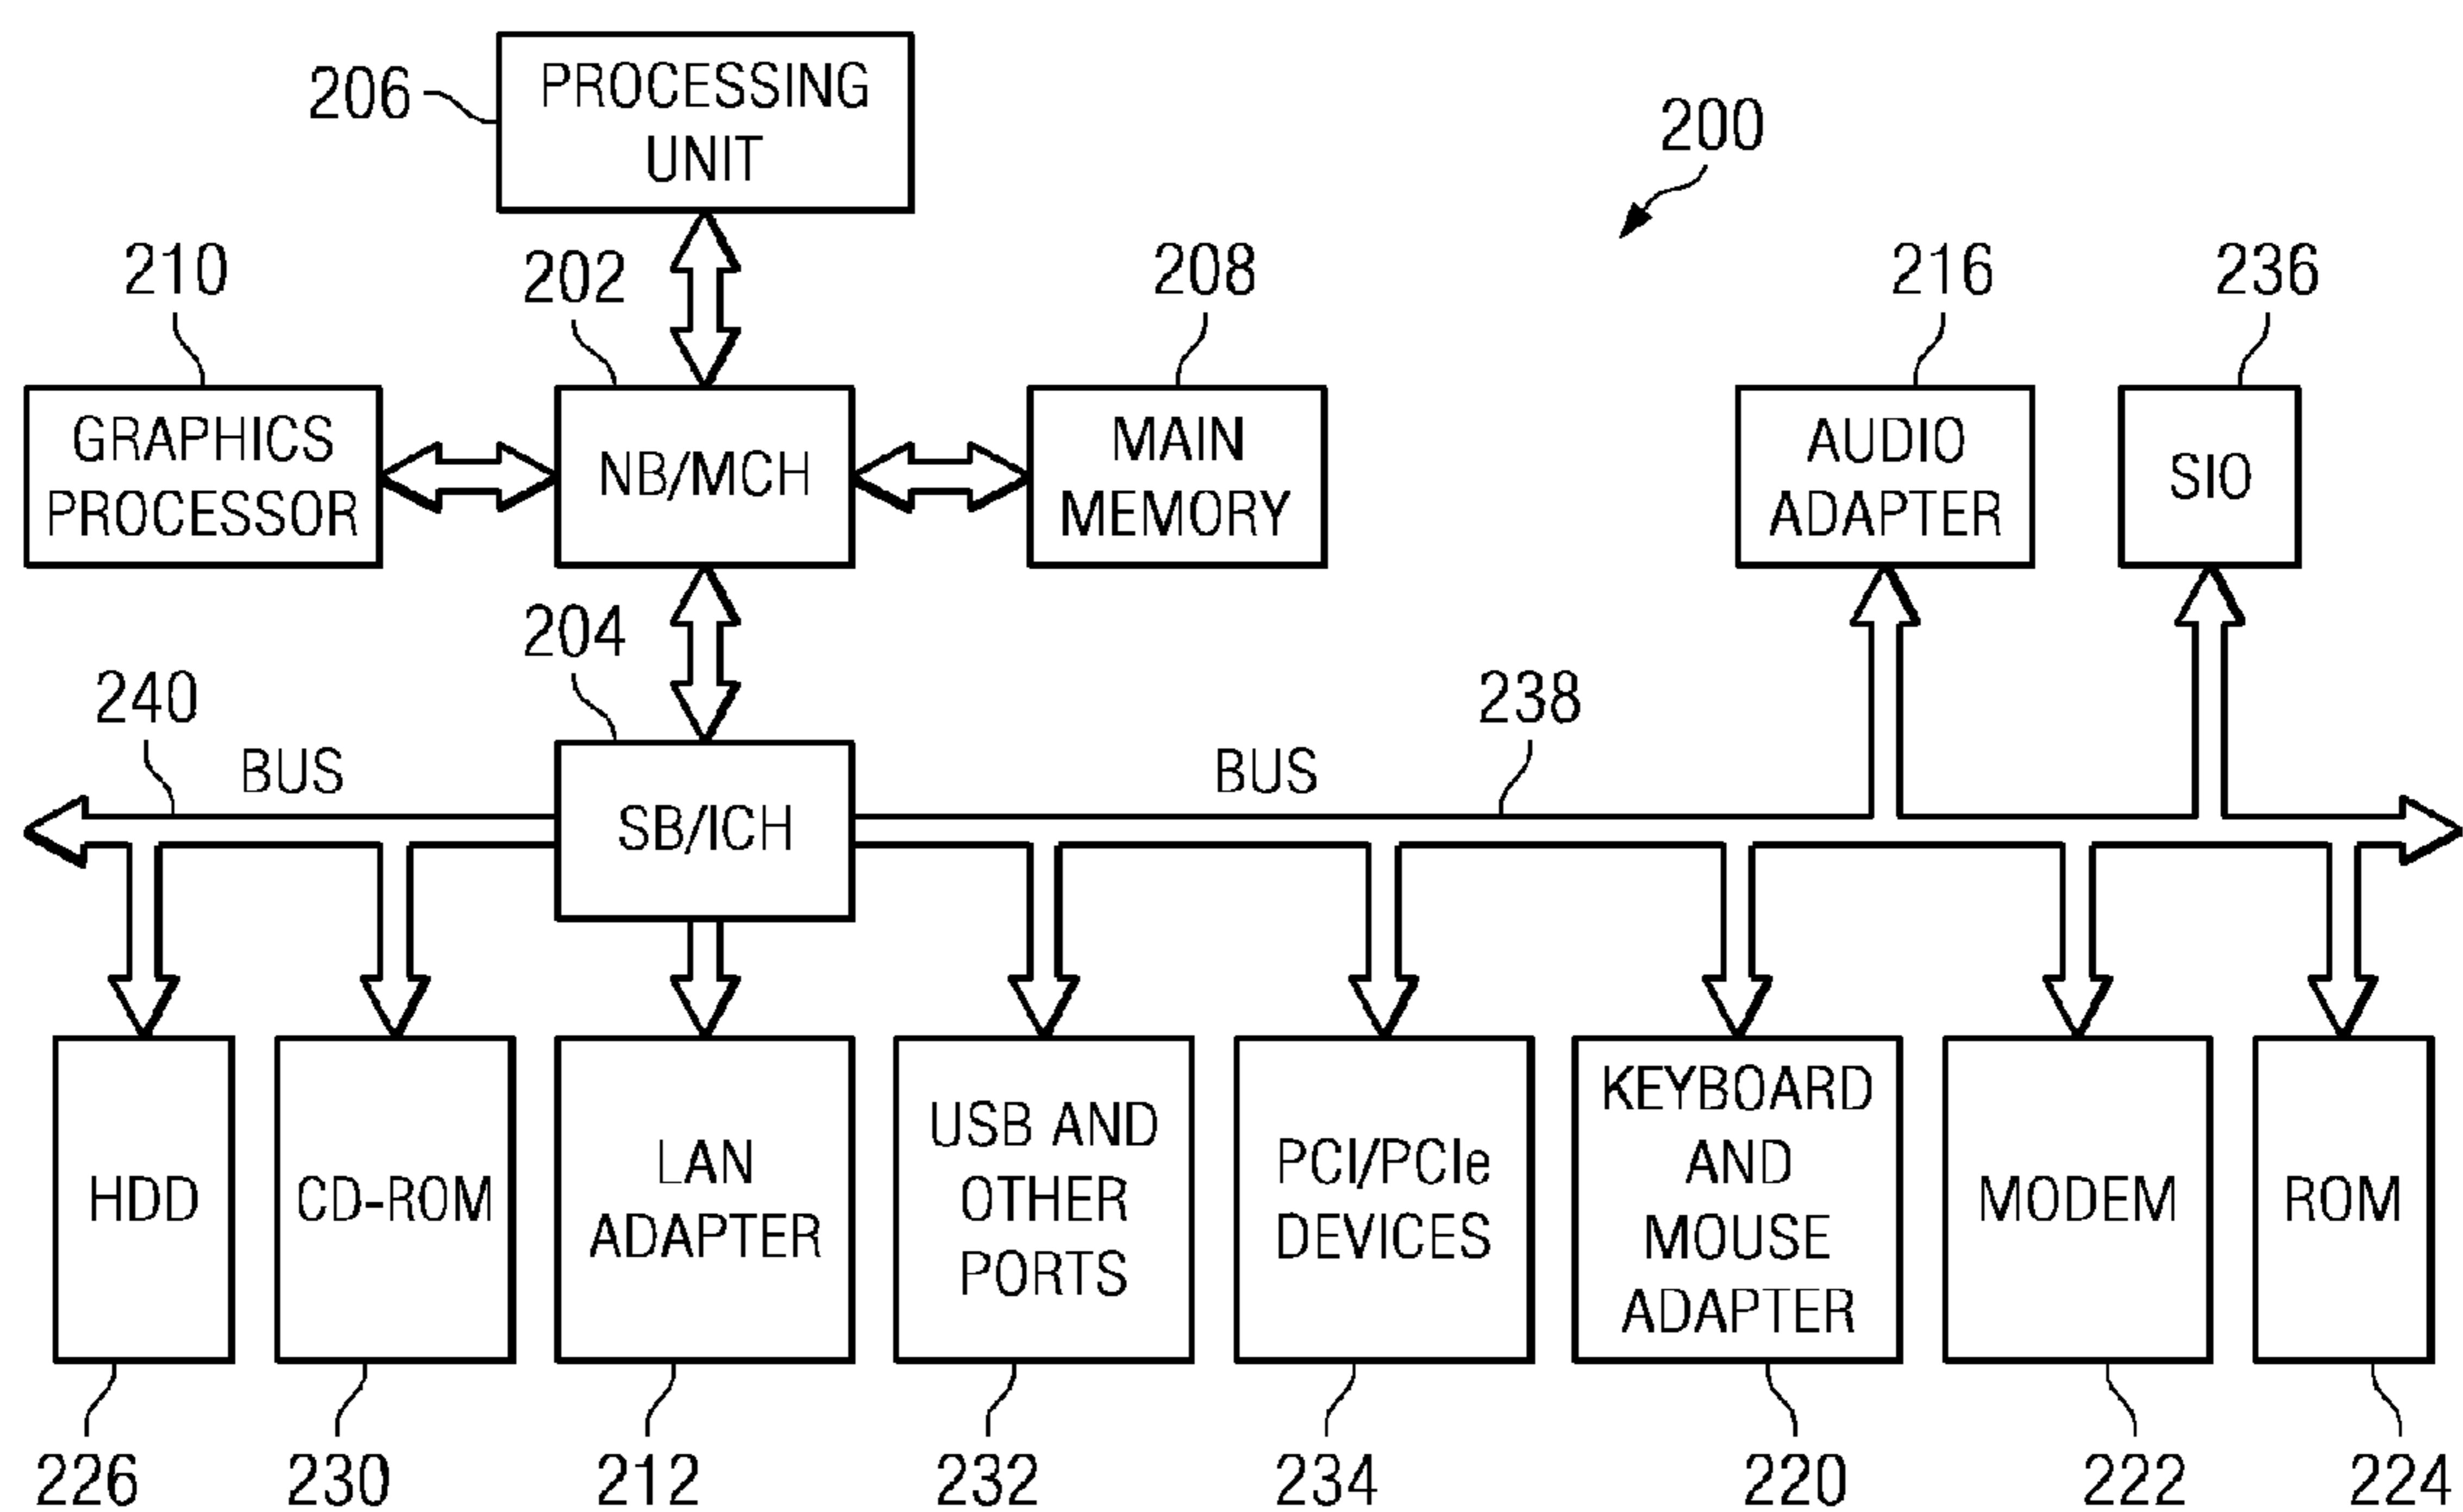 PROCESSING
UNIT
206
200
210
202
208
216
236
GRAPHICS
PROCESSOR
NB/MCH
MAIN
MEMORY
AUDIO
ADAPTER
SIO
204
240
BUS
238
BUS
SB/ICH
HDD
CD-ROM
LAN
ADAPTER
USB AND
OTHER
PORTS
PCI/PCIe
DEVICES
KEYBOARD
AND
MOUSE
ADAPTER
MODEM
ROM
226
230
212
232
234
220
222
224